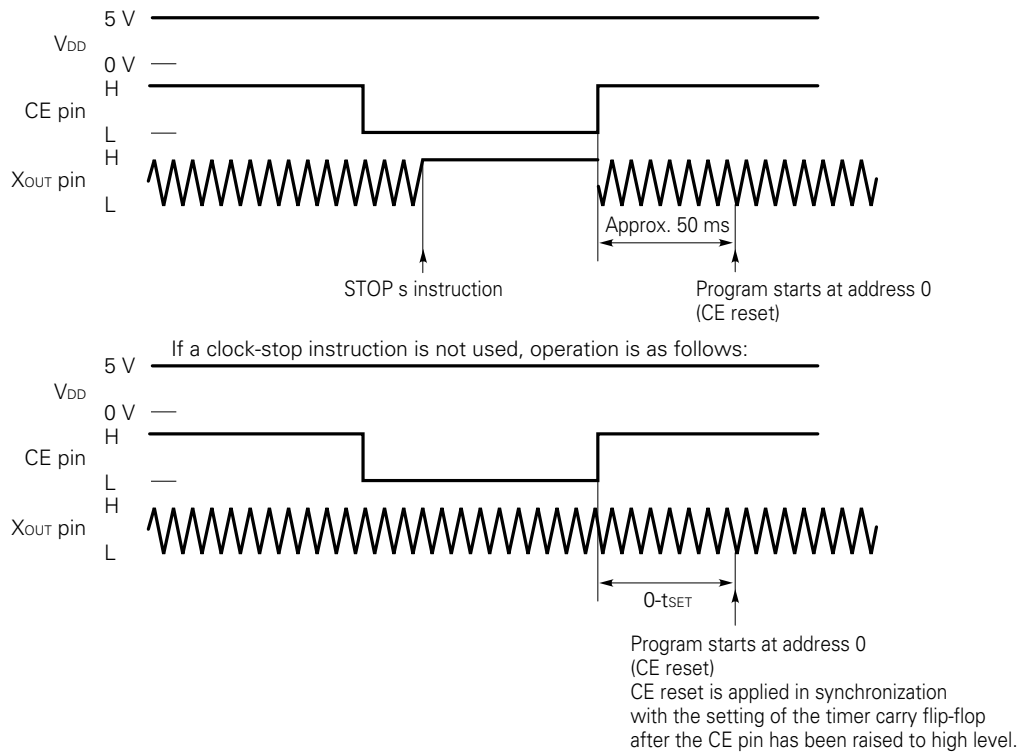 5 V
VDD
0 V
H
CE pin
L
H
XOUT pin
L
Approx. 50 ms
STOP s instruction
Program starts at address 0
(CE reset)
If a clock-stop instruction is not used, operation is as follows:
5 V
VDD
0 V
H
CE pin
L
H
XOUT pin
L
0-tSET
Program starts at address 0
(CE reset)
CE reset is applied in synchronization
with the setting of the timer carry flip-flop
after the CE pin has been raised to high level.